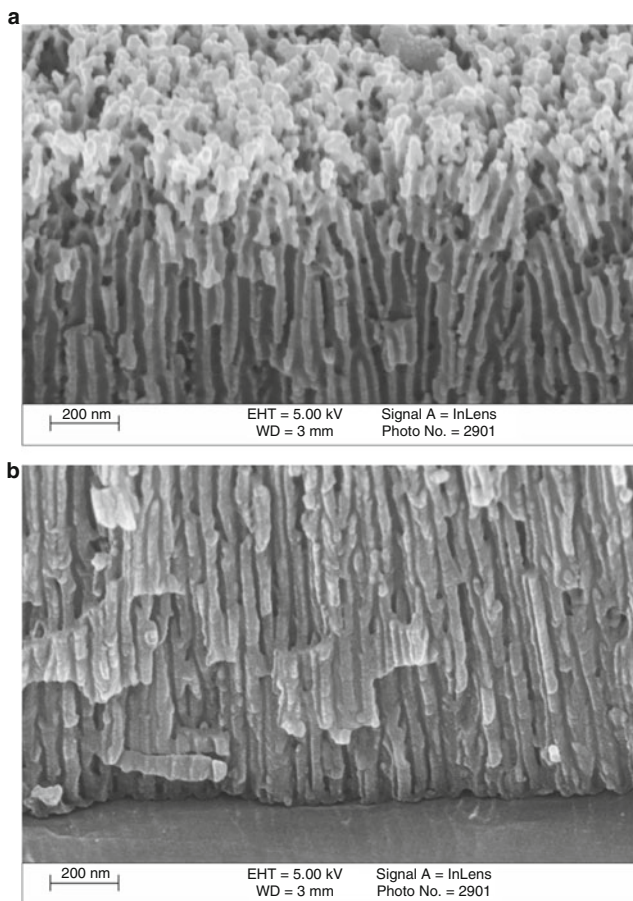 a
200 nm EHT = 5.00 kV Signal A = InLens
WD = 3 mm Photo No. = 2901
b
200 nm EHT = 5.00 kV Signal A = InLens
WD = 3 mm Photo No. = 2901